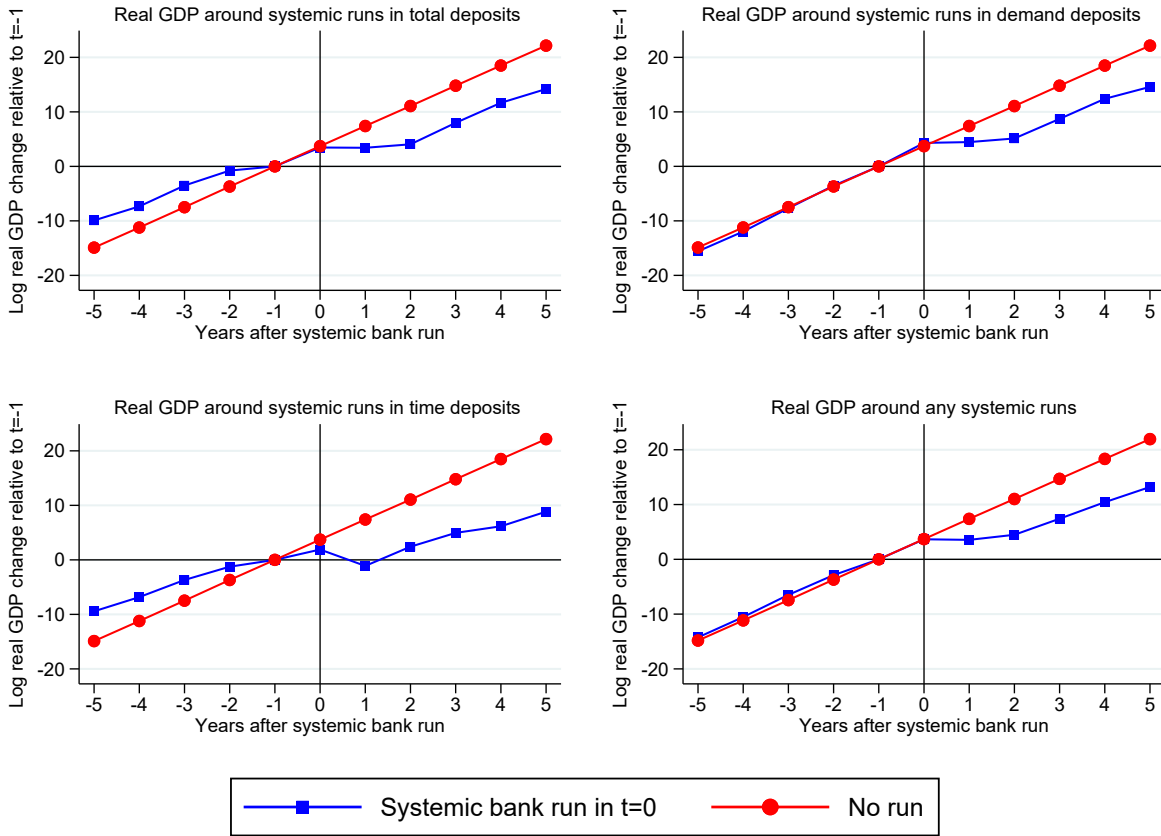 Real GDP around systemic runs in total deposits
Log real GDP change relative to t=-1
20
10
0
-10
-20
-5 -4 -3 -2 -1 0 1 2 3 4 5
Years after systemic bank run
Real GDP around systemic runs in demand deposits
Log real GDP change relative to t=-1
20
10
0
-10
-20
-5 -4 -3 -2 -1 0 1 2 3 4 5
Years after systemic bank run
Real GDP around systemic runs in time deposits
Log real GDP change relative to t=-1
20
10
0
-10
-20
-5 -4 -3 -2 -1 0 1 2 3 4 5
Years after systemic bank run
Real GDP around any systemic runs
Log real GDP change relative to t=-1
20
10
0
-10
-20
-5 -4 -3 -2 -1 0 1 2 3 4 5
Years after systemic bank run
Systemic bank run in t=0 No run